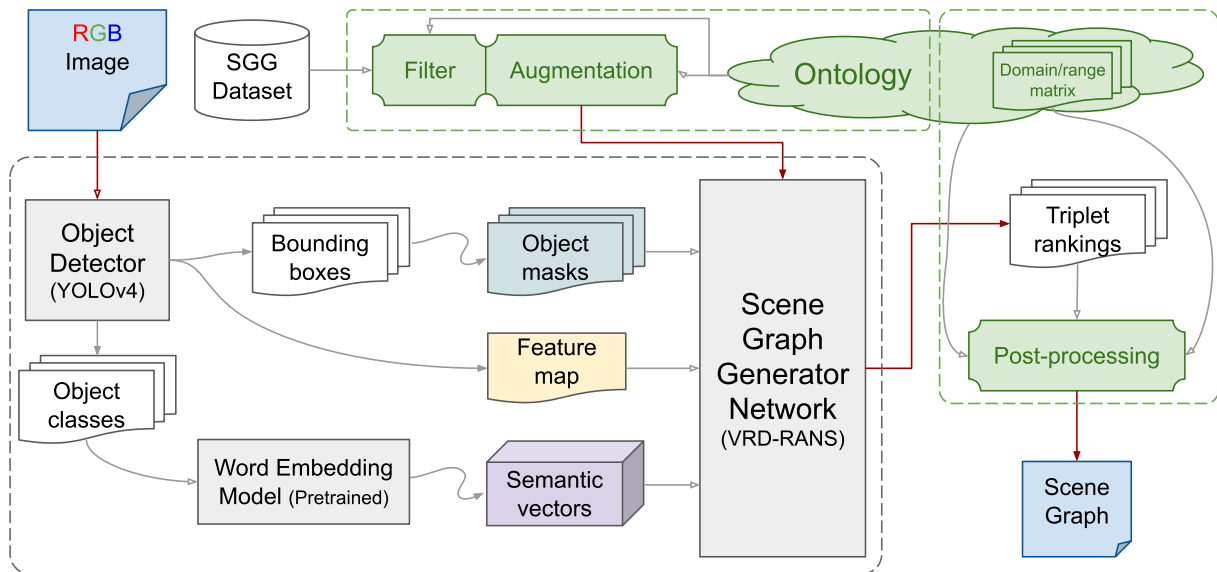 RGB
Image
SGG
Dataset
Filter
Augmentation
Ontology
Domain/range
matrix
Object
Detector
(YOLOv4)
Bounding
boxes
Object
masks
Scene
Graph
Generator
Network
(VRD-RANS)
Triplet
rankings
Feature
map
Post-processing
Object
classes
Word Embedding
Model (Pretrained)
Semantic
vectors
Scene
Graph